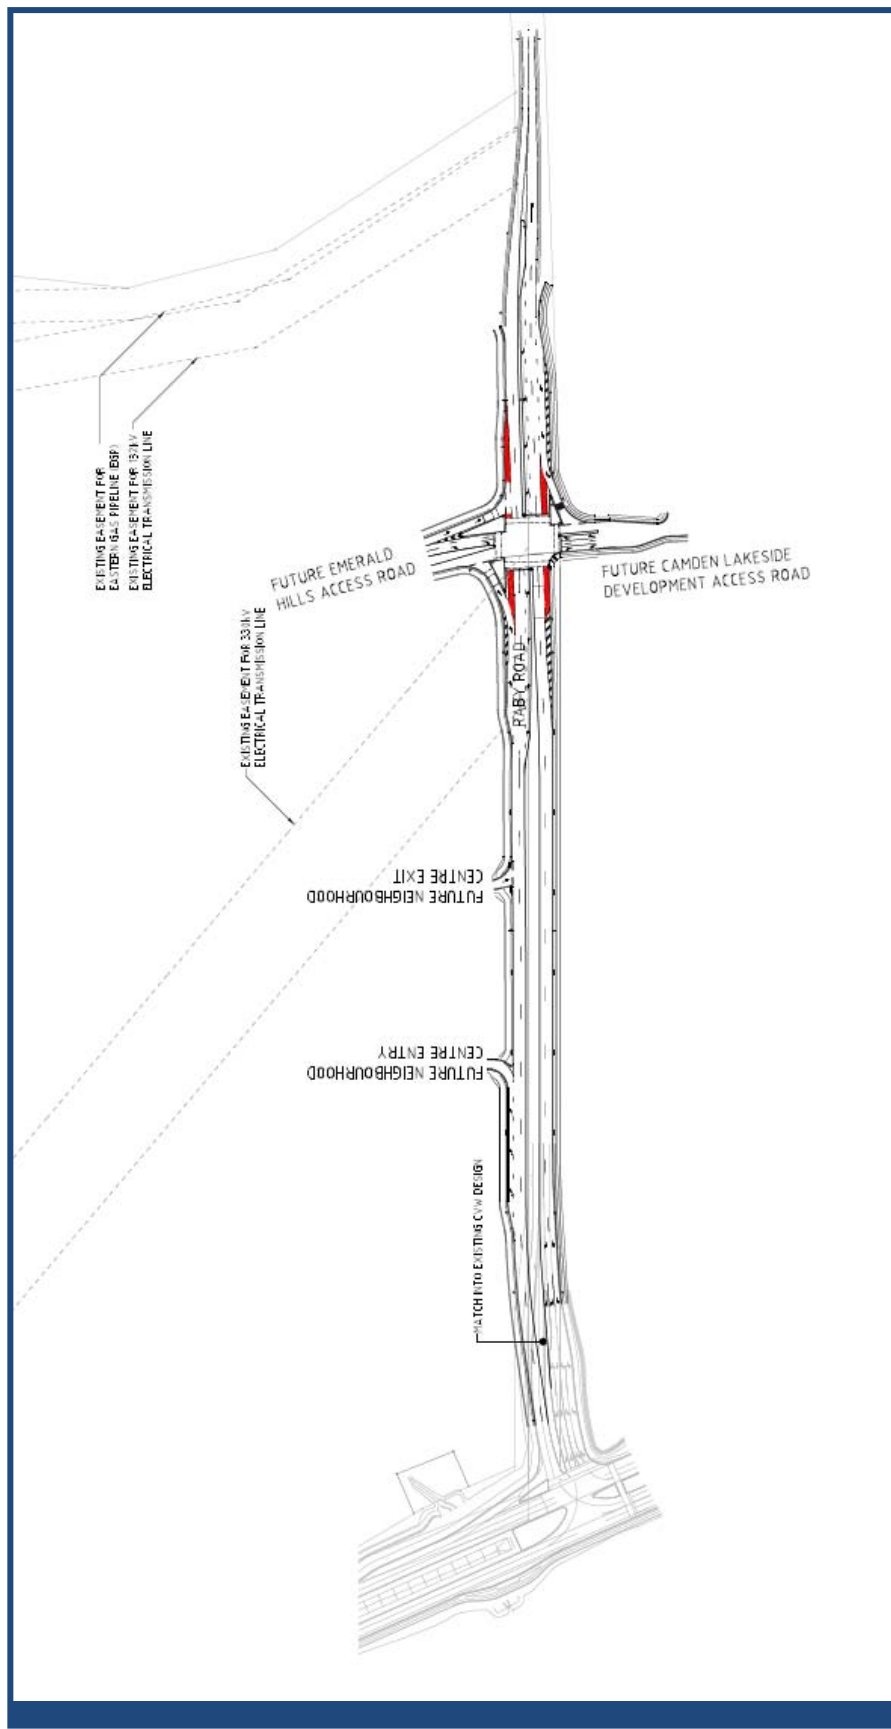 EXISTING EASEMENT FOR
EASTERN GAS PIPELINE (EGP)
EXISTING EASEMENT FOR 132kV
ELECTRICAL TRANSMISSION LINE
FUTURE EMERALD
HILLS ACCESS ROAD
FUTURE CAMDEN LAKESIDE
DEVELOPMENT ACCESS ROAD
EXISTING EASEMENT FOR 330kV
ELECTRICAL TRANSMISSION LINE
RABY ROAD
FUTURE NEIGHBOURHOOD
CENTRE EXIT
FUTURE NEIGHBOURHOOD
CENTRE ENTRY
MATCH INTO EXISTING CVW DESIGN